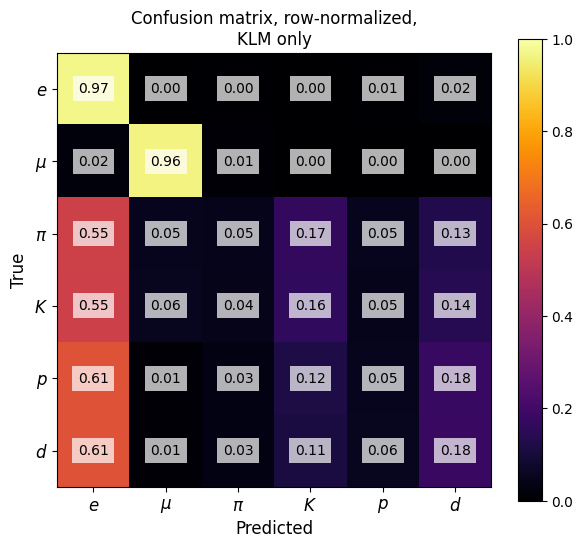 Confusion matrix, row-normalized,
KLM only
1.0
e 0.97 0.00 0.00 0.00 0.01 0.02
μ 0.02 0.96 0.01 0.00 0.00 0.00
0.8
π 0.55 0.05 0.05 0.17 0.05 0.13
0.6
True
K 0.55 0.06 0.04 0.16 0.05 0.14
0.4
p 0.61 0.01 0.03 0.12 0.05 0.18
0.2
d 0.61 0.01 0.03 0.11 0.06 0.18
0.0
e μ π K p d
Predicted